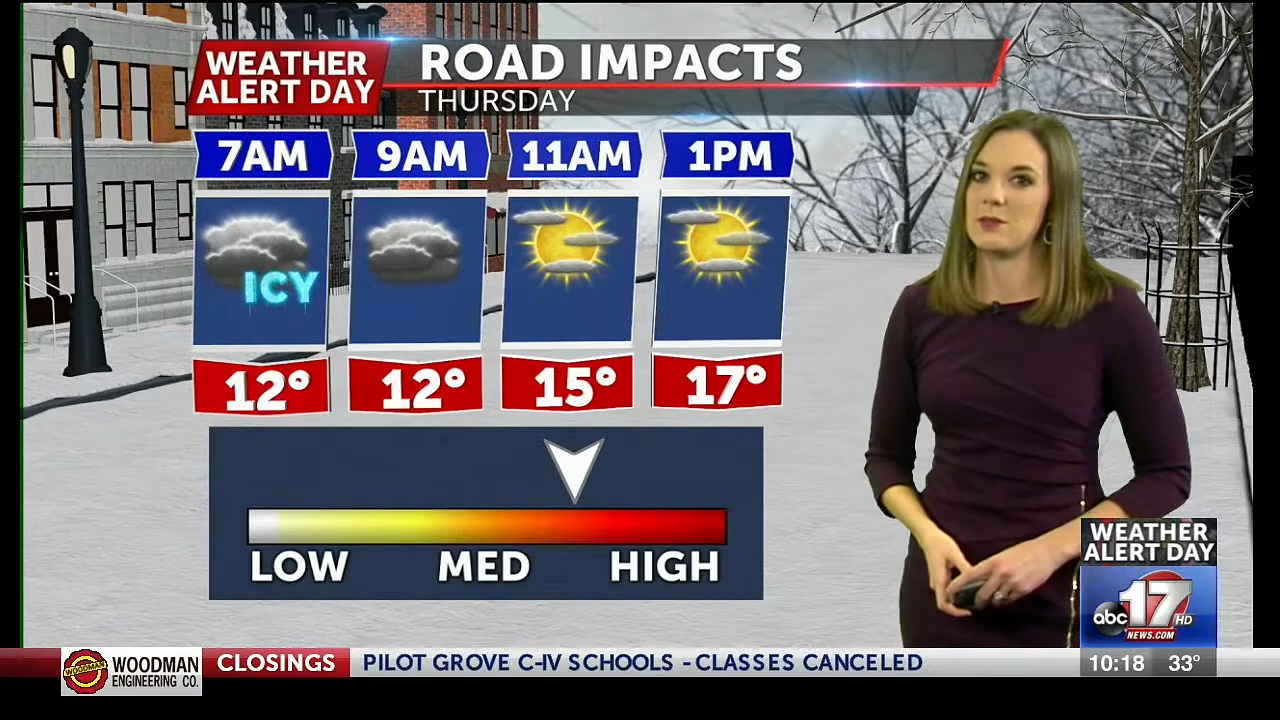 WEATHER
ALERT DAY
ROAD IMPACTS
THURSDAY
7AM 9AM 11AM 1PM
ICY
12° 12° 15° 17°
LOW MED HIGH
WEATHER
ALERT DAY
abc 17 HD
NEWS.COM
10:18 33°
WOODMAN
WOODMAN
ENGINEERING CO.
CLOSINGS PILOT GROVE C-IV SCHOOLS - CLASSES CANCELED